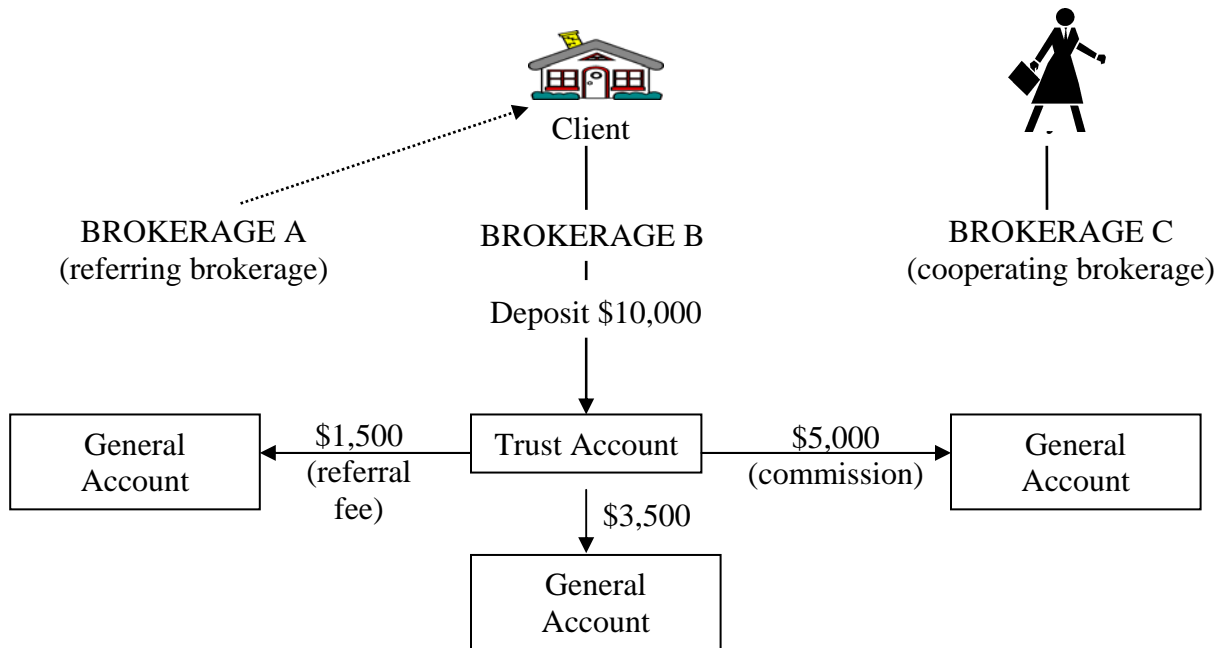 Client
BROKERAGE A
(referring brokerage)
BROKERAGE B
BROKERAGE C
(cooperating brokerage)
Deposit $10,000
General
Account
$1,500
(referral
fee)
Trust Account
$5,000
(commission)
General
Account
$3,500
General
Account